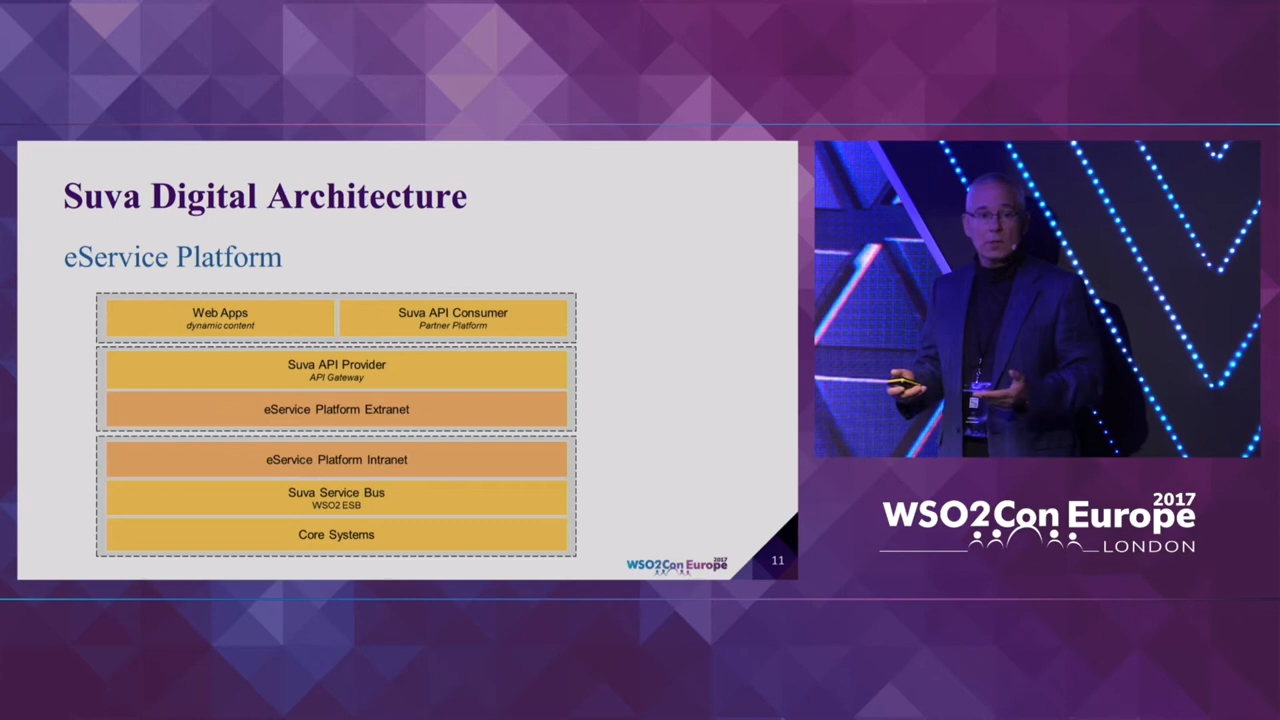 Suva Digital Architecture
eService Platform
Web Apps
dynamic content
Suva API Consumer
Partner Platform
Suva API Provider
API Gateway
eService Platform Extranet
eService Platform Intranet
Suva Service Bus
WSO2 ESB
Core Systems
WSO2Con Europe 2017
11
WSO2Con Europe 2017
LONDON